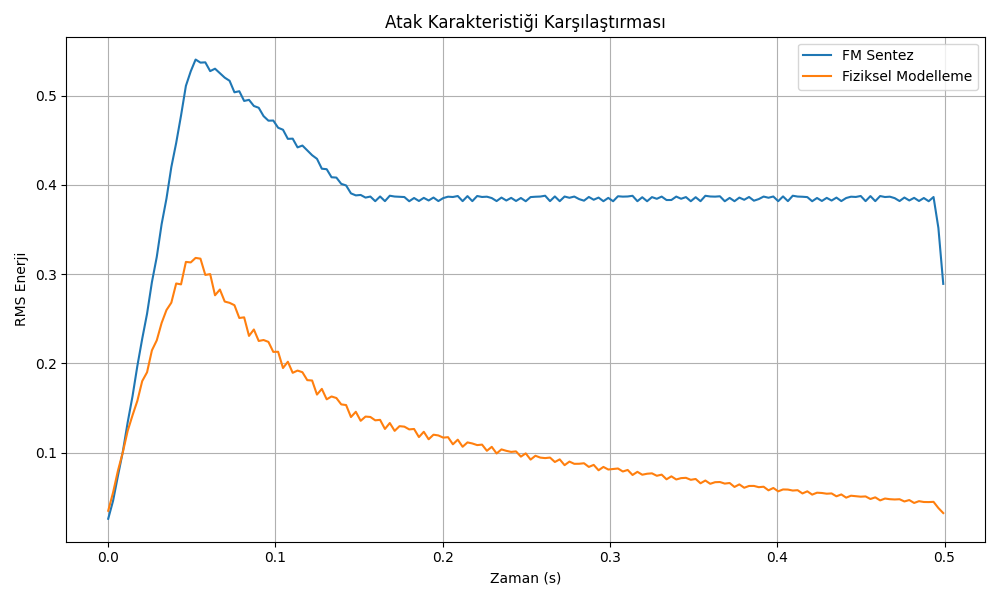 Atak Karakteristiği Karşılaştırması
FM Sentez
Fiziksel Modelleme
RMS Enerji
0.5
0.4
0.3
0.2
0.1
0.0 0.1 0.2 0.3 0.4 0.5
Zaman (s)